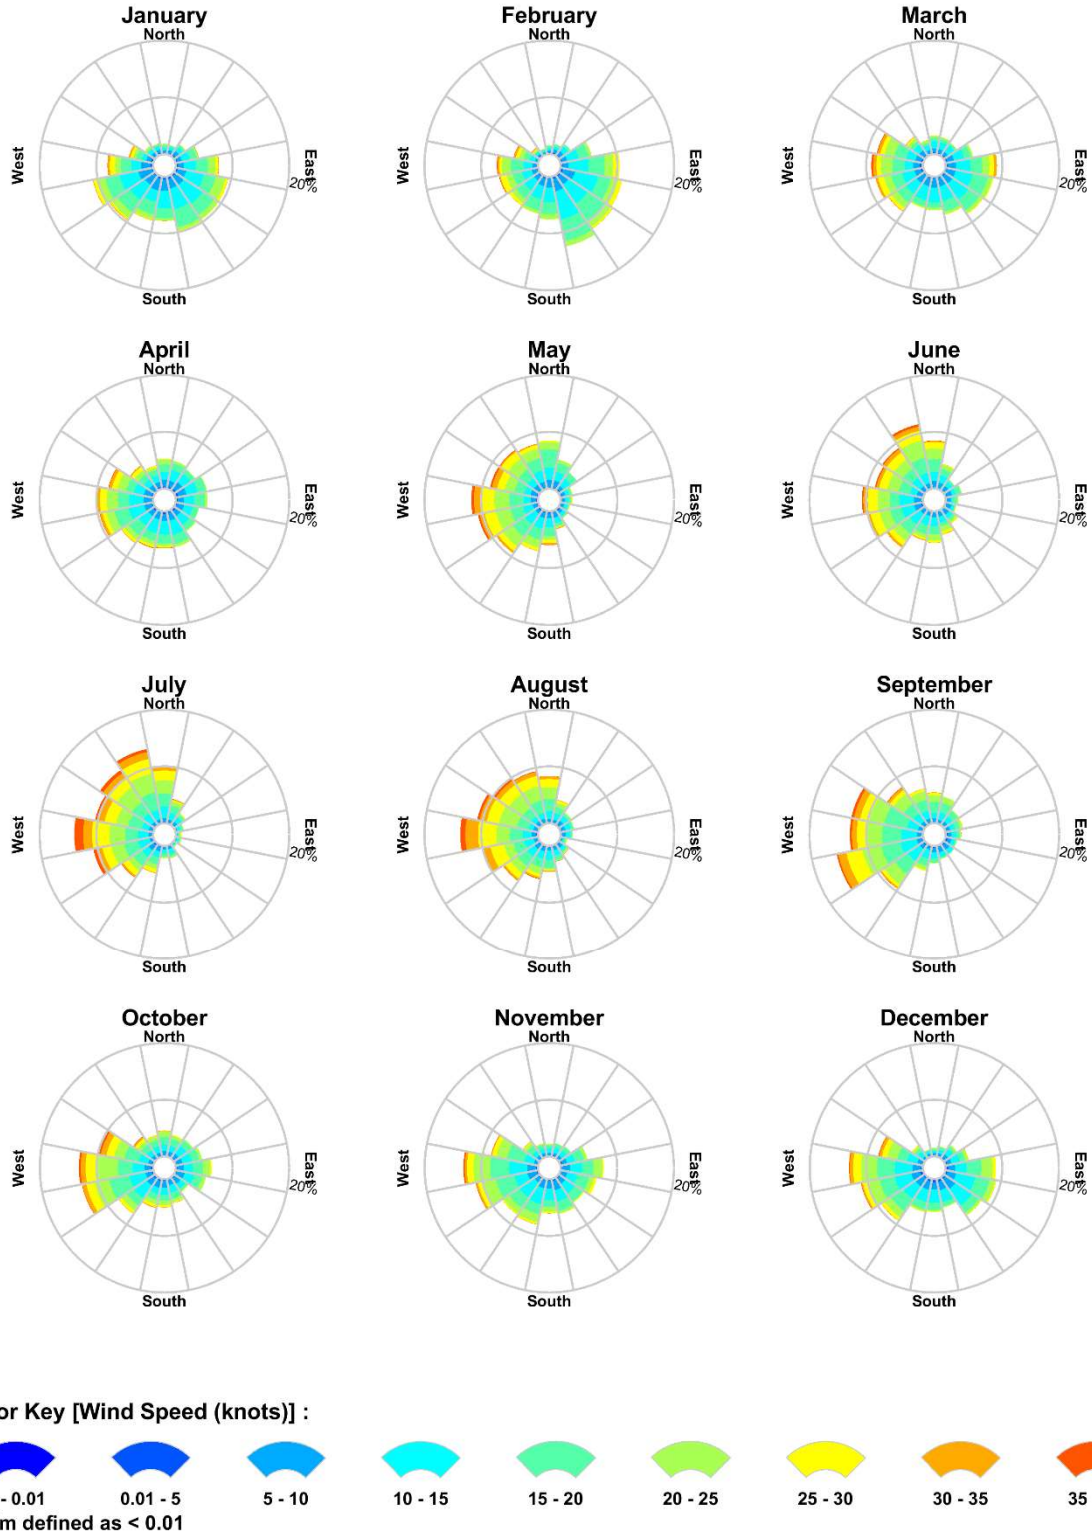 January February March
North North North
West East West East West East
20% 20% 20%
South South South
April May June
North North North
West East West East West East
20% 20% 20%
South South South
July August September
North North North
West East West East West East
20% 20% 20%
South South South
October November December
North North North
West East West East West East
20% 20% 20%
South South South
or Key [Wind Speed (knots)] :
- 0.01 0.01 - 5 5 - 10 10 - 15 15 - 20 20 - 25 25 - 30 30 - 35 35
m defined as < 0.01